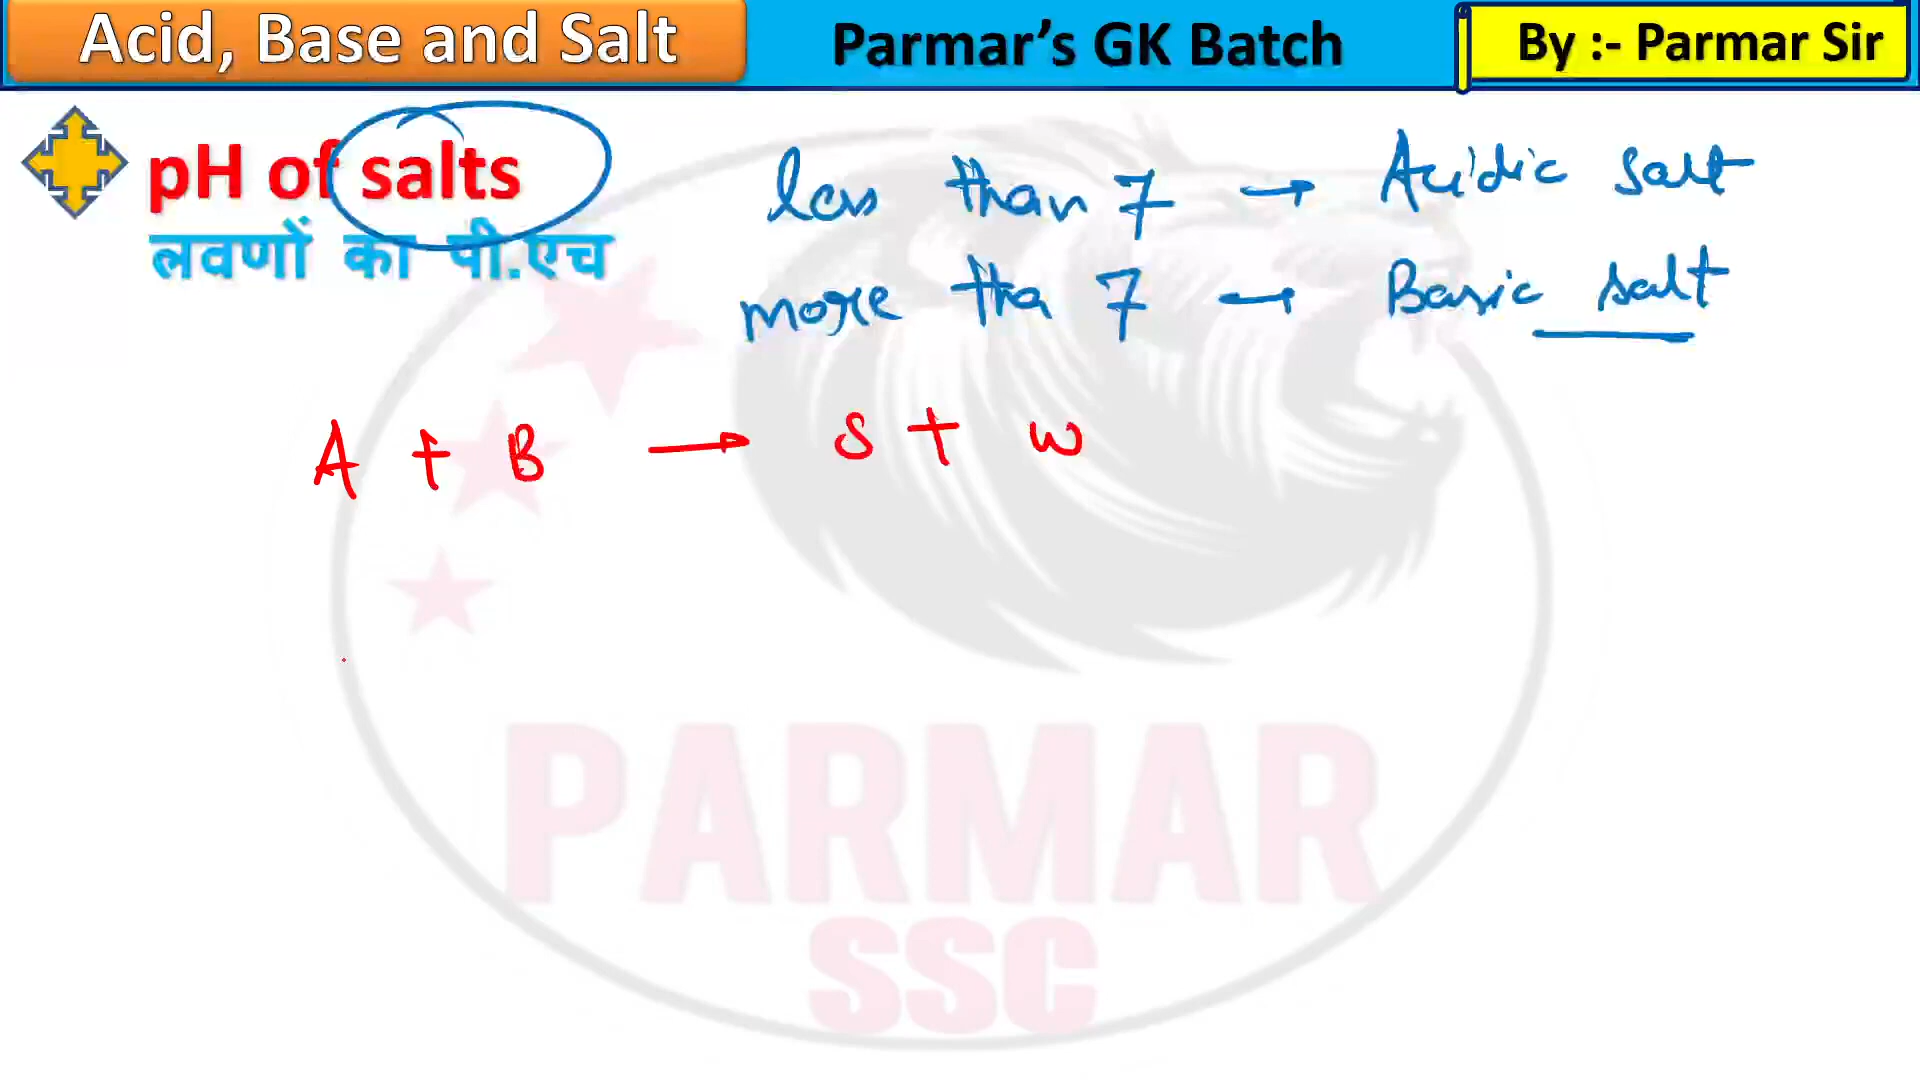 Acid, Base and Salt
Parmar's GK Batch
By :- Parmar Sir
pH of salts
लवणों का पी.एच
less than 7 → Acidic salt
more tha 7 → Basic salt
A + B → S + W
PARMAR
SSC